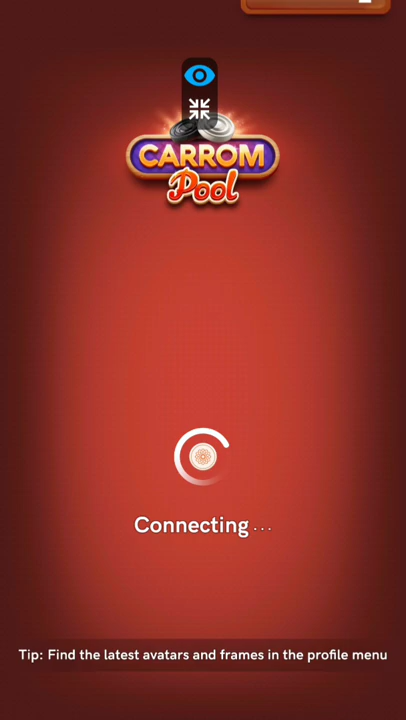 CARROM
Pool
Connecting...
Tip: Find the latest avatars and frames in the profile menu